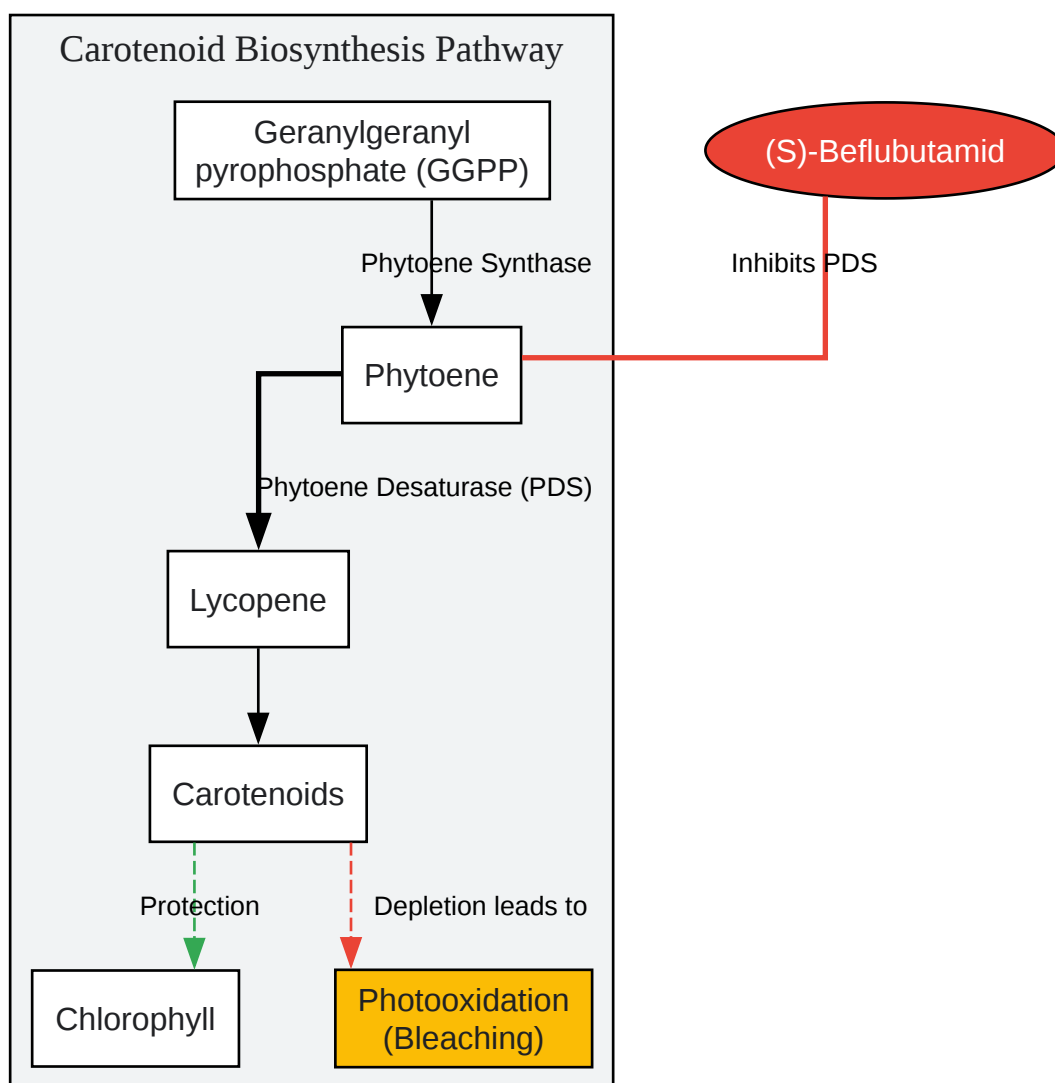 Carotenoid Biosynthesis Pathway
Geranylgeranyl
pyrophosphate (GGPP)
(S)-Beflubutamid
Phytoene Synthase
Inhibits PDS
Phytoene
Phytoene Desaturase (PDS)
Lycopene
Carotenoids
Protection
Depletion leads to
Chlorophyll
Photooxidation
(Bleaching)